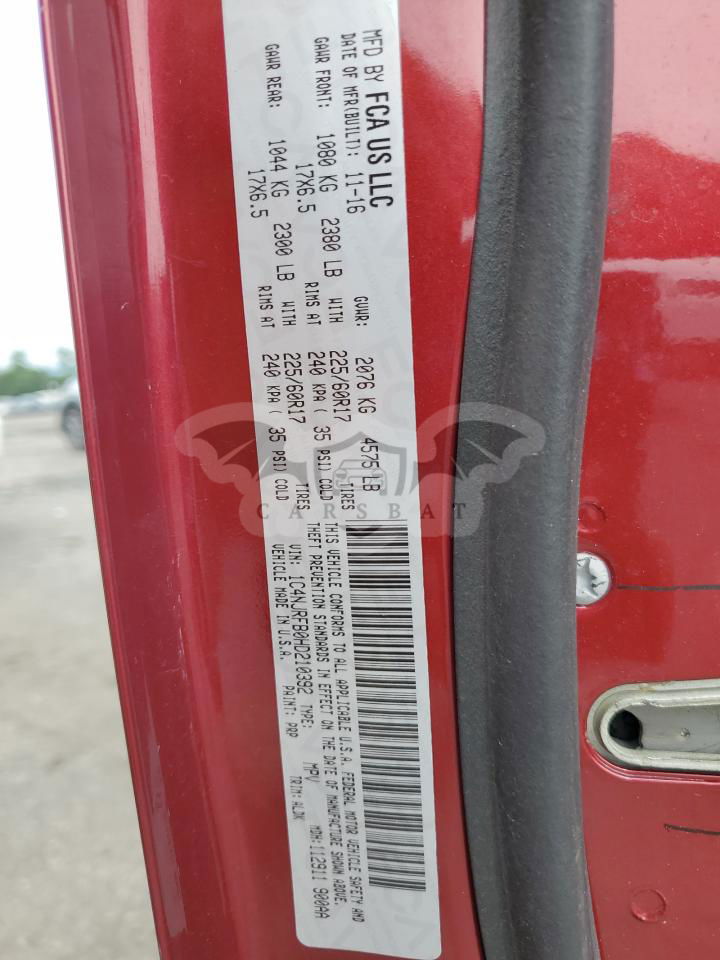 MFD BY FCA US LLC
DATE OF MFR(BUILT): 11-16 GVWR: 2076 KG 4575 LB
GAWR FRONT: 1080 KG 2380 LB WITH 225/60R17 TIRES
17X6.5 RIMS AT 240 KPA ( 35 PSI) COLD
GAWR REAR: 1044 KG 2300 LB WITH 225/60R17 TIRES
17X6.5 RIMS AT 240 KPA ( 35 PSI) COLD
THIS VEHICLE CONFORMS TO ALL APPLICABLE U.S.A. FEDERAL MOTOR VEHICLE SAFETY AND
THEFT PREVENTION STANDARDS IN EFFECT ON THE DATE OF MANUFACTURE SHOWN ABOVE.
VIN: 1C4NJRFB0HD210392 TYPE: MPV MDH:112911 900AA
VEHICLE MADE IN U.S.A. PAINT: PRP TRIM: ALDK
CARSBAT